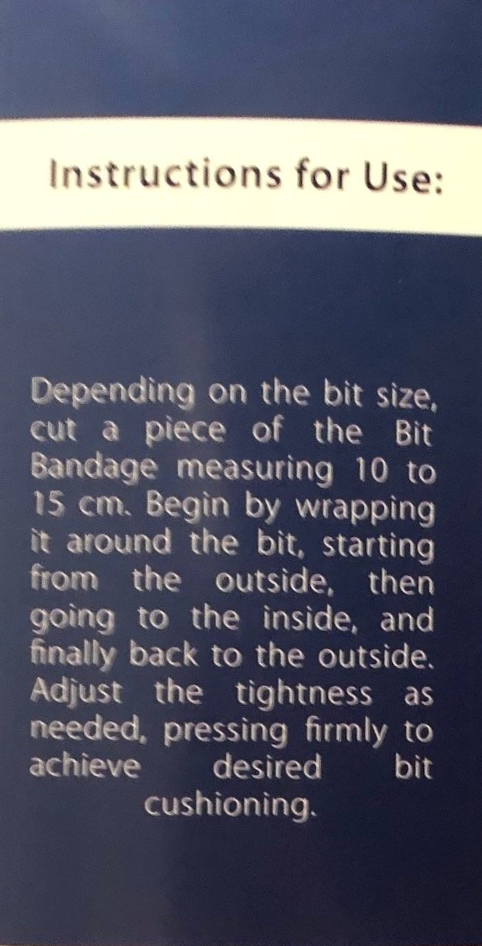 Instructions for Use:
Depending on the bit size,
cut a piece of the Bit
Bandage measuring 10 to
15 cm. Begin by wrapping
it around the bit, starting
from the outside, then
going to the inside, and
finally back to the outside.
Adjust the tightness as
needed, pressing firmly to
achieve desired bit
cushioning.